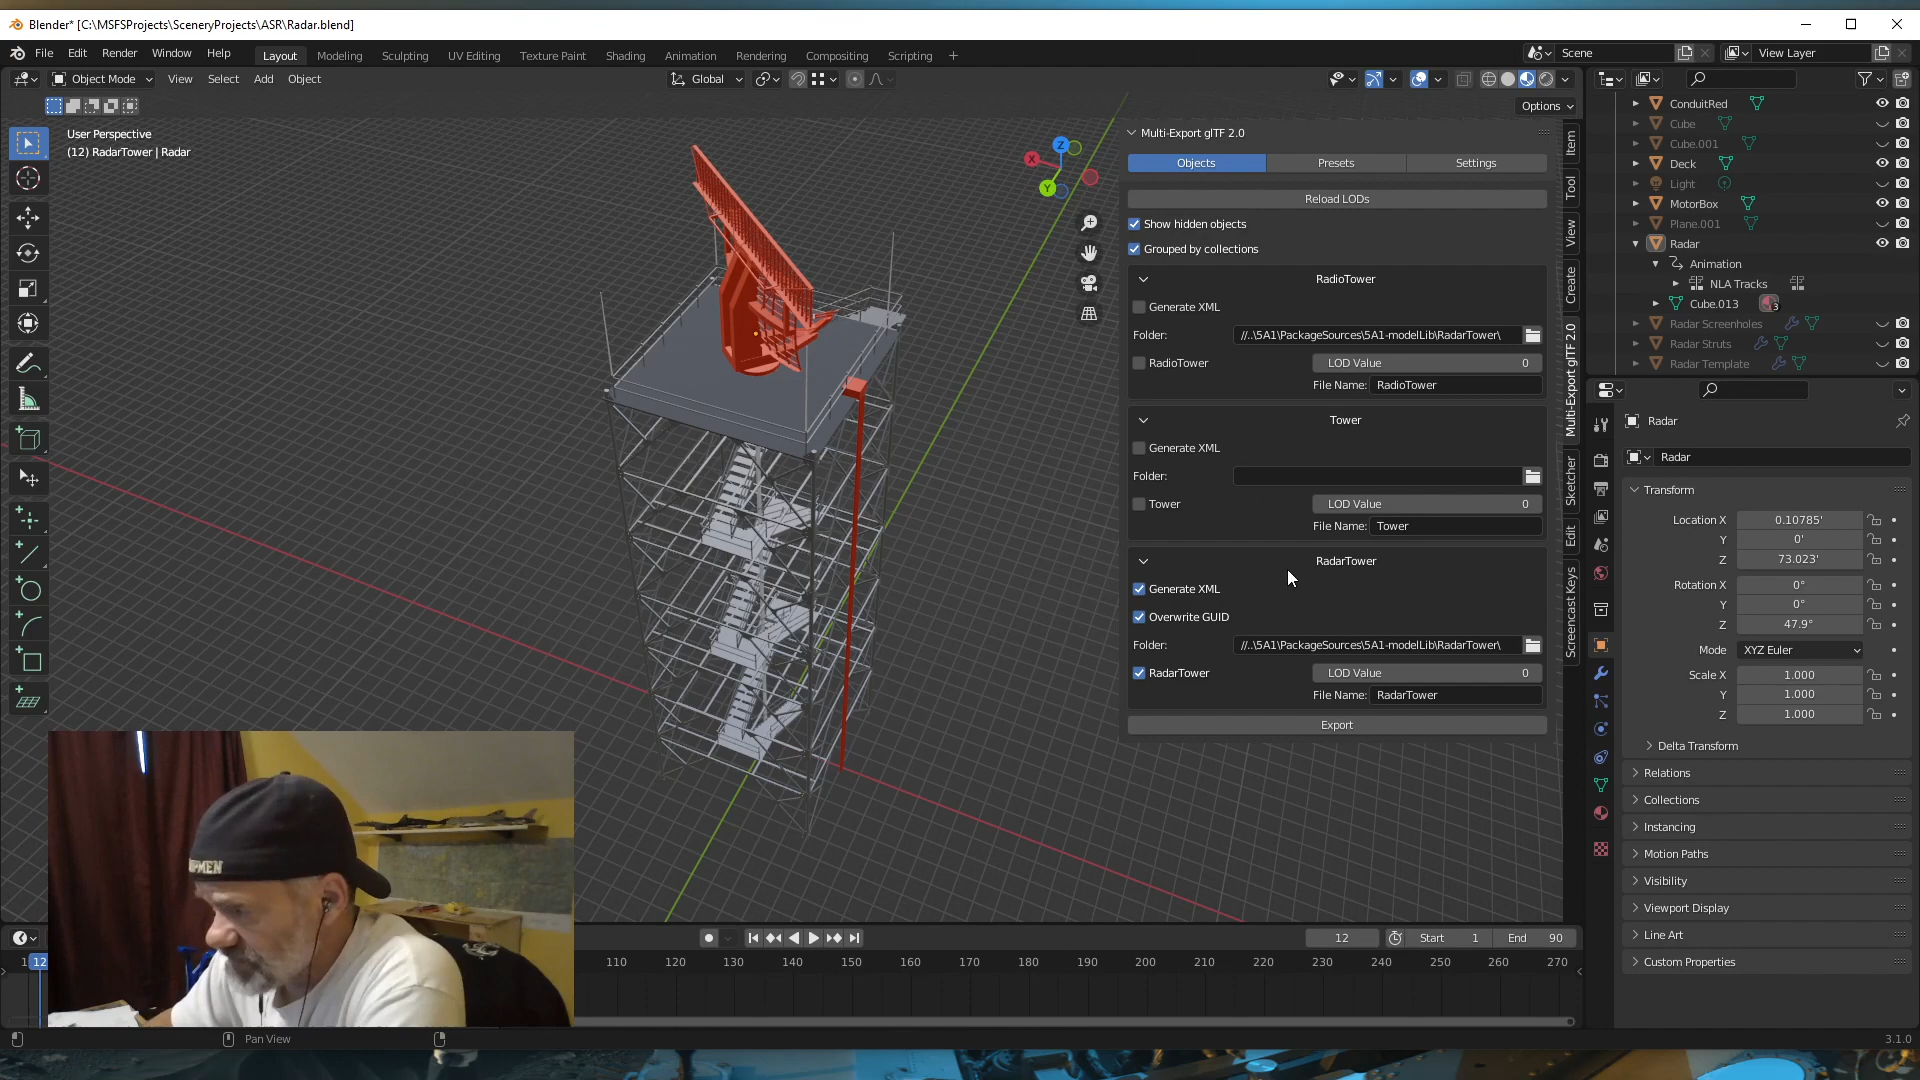 Blender* [C:\MSFSProjects\SceneryProjects\ASR\Radar.blend]
File Edit Render Window Help Layout Modeling Sculpting UV Editing Texture Paint Shading Animation Rendering Compositing Scripting + Scene View Layer
Object Mode View Select Add Object Global
Options
User Perspective
(12) RadarTower | Radar
X
Y
Z
Multi-Export glTF 2.0
Objects Presets Settings
Reload LODs
Show hidden objects
Grouped by collections
RadioTower
Generate XML
Folder: //..\5A1\PackageSources\5A1-modelLib\RadarTower\
RadioTower LOD Value 0
File Name: RadioTower
Tower
Generate XML
Folder:
Tower LOD Value 0
File Name: Tower
RadarTower
Generate XML
Overwrite GUID
Folder: //..\5A1\PackageSources\5A1-modelLib\RadarTower\
RadarTower LOD Value 0
File Name: RadarTower
Export
Item
Tool
View
Create
Multi-Export glTF 2.0
Sketcher
Edit
Screencast Keys
ConduitRed
Cube
Cube.001
Deck
Light
MotorBox
Plane.001
Radar
Animation
NLA Tracks
Cube.013 3
Radar Screenholes
Radar Struts
Radar Template
Radar
Radar
Transform
Location X 0.10785'
Y 0'
Z 73.023'
Rotation X 0°
Y 0°
Z 47.9°
Mode XYZ Euler
Scale X 1.000
Y 1.000
Z 1.000
Delta Transform
Relations
Collections
Instancing
Motion Paths
Visibility
Viewport Display
Line Art
Custom Properties
12 Start 1 End 90
1 12 110 120 130 140 150 160 170 180 190 200 210 220 230 240 250 260 270
Pan View
3.1.0